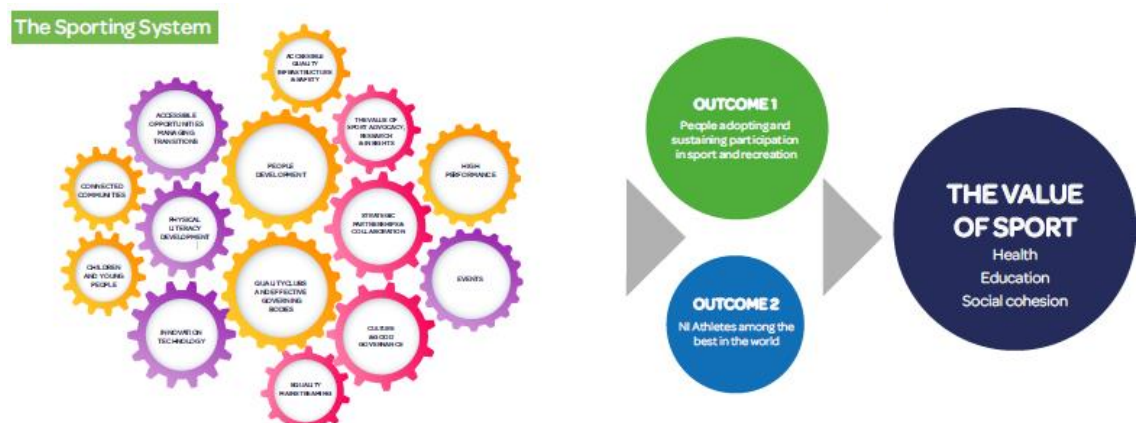 The Sporting System
ACCESSIBLE
QUALITY
INFRASTRUCTURE
& SAFETY
ACCESSIBLE
OPPORTUNITIES
MANAGING
TRANSITIONS
THE VALUE OF
SPORT ADVOCACY,
RESEARCH
& INSIGHTS
PEOPLE
DEVELOPMENT
HIGH
PERFORMANCE
CONNECTED
COMMUNITIES
PHYSICAL
LITERACY
DEVELOPMENT
STRATEGIC
PARTNERSHIPS &
COLLABORATION
CHILDREN
AND YOUNG
PEOPLE
QUALITY CLUBS
AND EFFECTIVE
GOVERNING
BODIES
EVENTS
INNOVATION
TECHNOLOGY
CULTURE
& GOOD
GOVERNANCE
EQUALITY
MAINSTREAMING
OUTCOME 1
People adopting and
sustaining participation
in sport and recreation
OUTCOME 2
NI Athletes among the
best in the world
THE VALUE
OF SPORT
Health
Education
Social cohesion